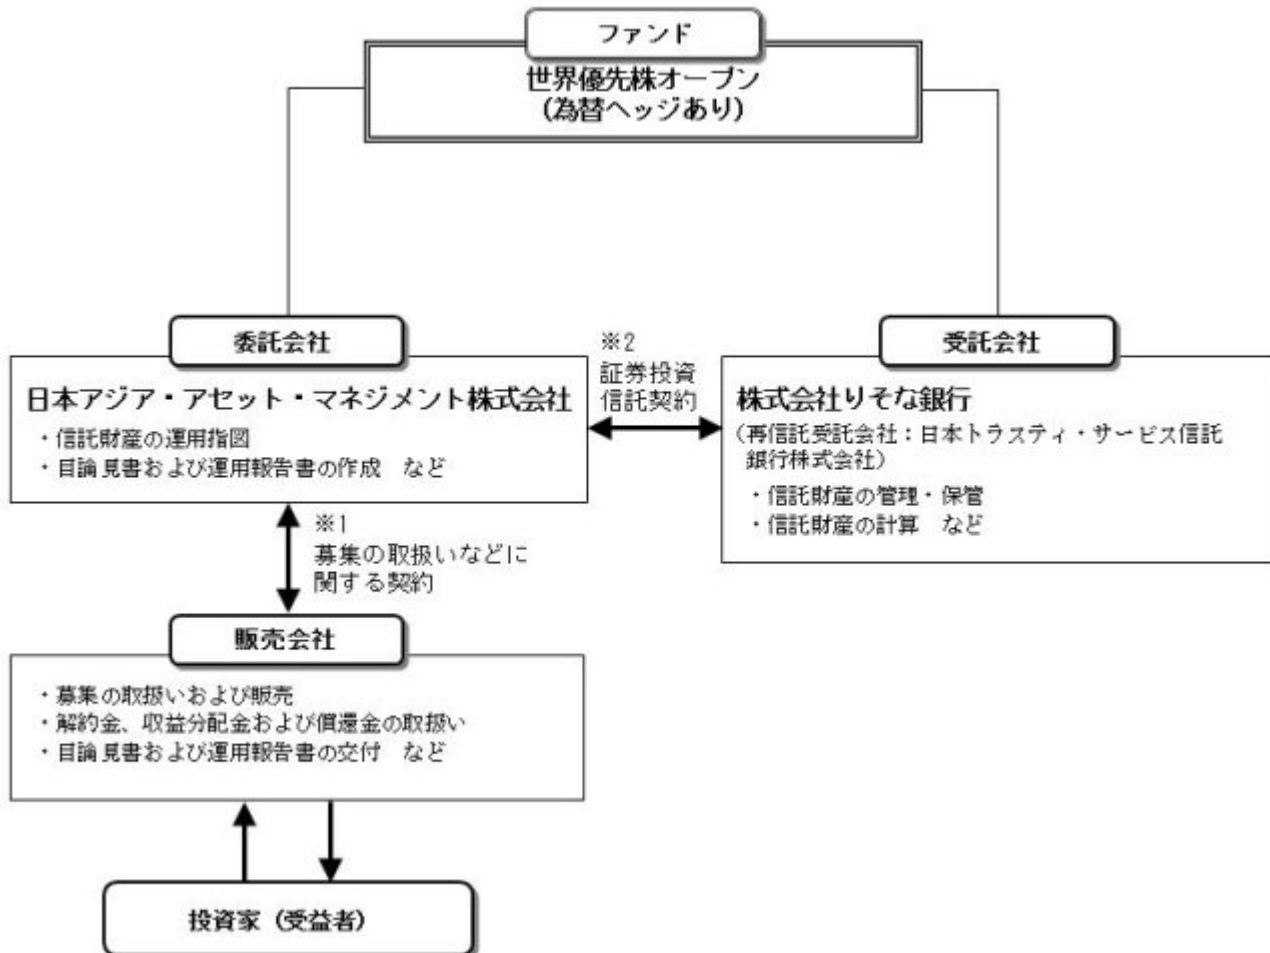 ファンド
世界優先株オープン
(為替ヘッジあり)
委託会社
日本アジア・アセット・マネジメント株式会社
・信託財産の運用指図
・目論見書および運用報告書の作成　など
※2
証券投資
信託契約
受託会社
株式会社りそな銀行
(再信託受託会社：日本トラスティ・サービス信託
銀行株式会社)
・信託財産の管理・保管
・信託財産の計算　など
※1
募集の取扱いなどに
関する契約
販売会社
・募集の取扱いおよび販売
・解約金、収益分配金および償還金の取扱い
・目論見書および運用報告書の交付　など
投資家（受益者）